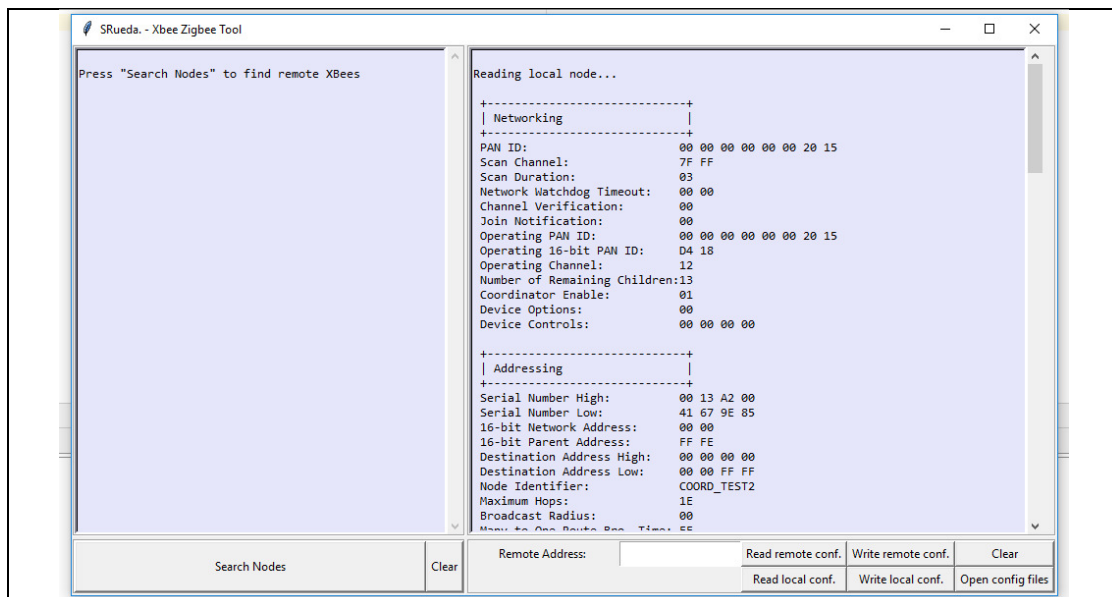 SRueda. - Xbee Zigbee Tool
Press "Search Nodes" to find remote XBees
Reading local node...
+----------------------------+
| Networking                 |
+----------------------------+
PAN ID:                     00 00 00 00 00 00 20 15
Scan Channel:               7F FF
Scan Duration:              03
Network Watchdog Timeout:   00 00
Channel Verification:       00
Join Notification:          00
Operating PAN ID:           00 00 00 00 00 00 20 15
Operating 16-bit PAN ID:    D4 18
Operating Channel:          12
Number of Remaining Children:13
Coordinator Enable:         01
Device Options:             00
Device Controls:            00 00 00 00
+----------------------------+
| Addressing                 |
+----------------------------+
Serial Number High:         00 13 A2 00
Serial Number Low:          41 67 9E 85
16-bit Network Address:     00 00
16-bit Parent Address:      FF FE
Destination Address High:   00 00 00 00
Destination Address Low:    00 00 FF FF
Node Identifier:            COORD_TEST2
Maximum Hops:               1E
Broadcast Radius:           00
Many to One Route Time: FF
Search Nodes
Clear
Remote Address:
Read remote conf.
Write remote conf.
Clear
Read local conf.
Write local conf.
Open config files